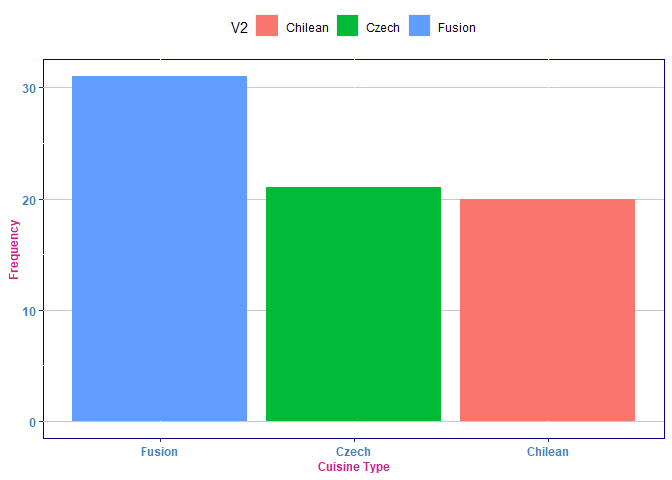 V2 Chilean Czech Fusion
30
20
10
0
Frequency
Fusion Czech Chilean
Cuisine Type